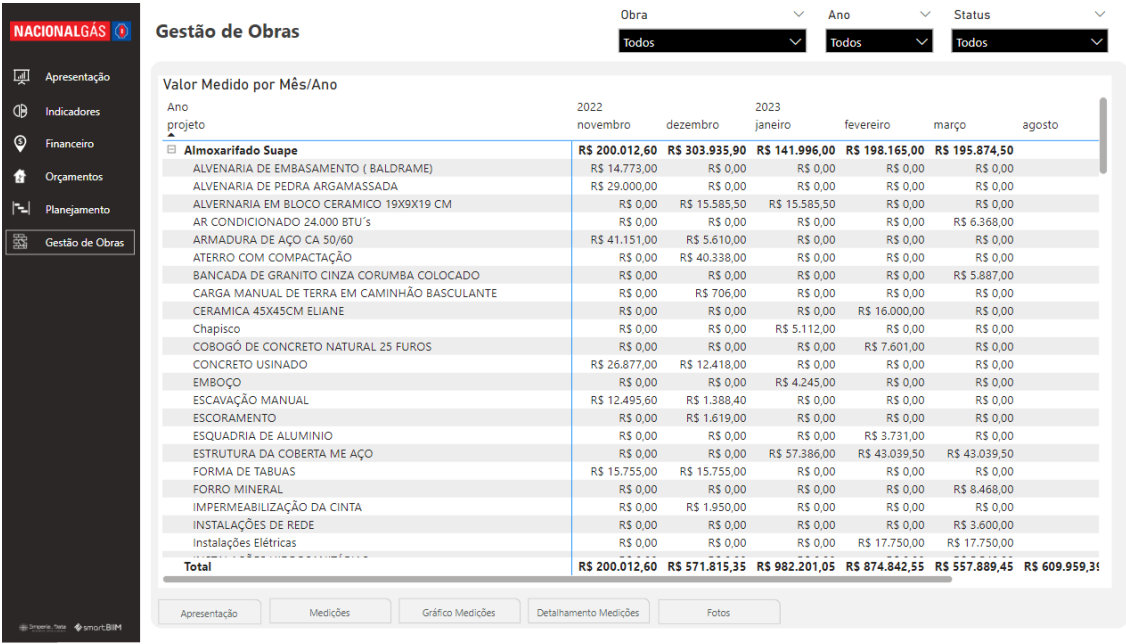 NACIONALGÁS
Gestão de Obras
Obra Ano Status
Todos Todos Todos
Apresentação
Indicadores
Financeiro
Orçamentos
Planejamento
Gestão de Obras
Valor Medido por Mês/Ano
Ano 2022 2023
projeto novembro dezembro janeiro fevereiro março agosto
Almoxarifado Suape R$ 200.012,60 R$ 303.935,90 R$ 141.996,00 R$ 198.165,00 R$ 195.874,50
ALVENARIA DE EMBASAMENTO ( BALDRAME) R$ 14.773,00 R$ 0,00 R$ 0,00 R$ 0,00 R$ 0,00
ALVENARIA DE PEDRA ARGAMASSADA R$ 29.000,00 R$ 0,00 R$ 0,00 R$ 0,00 R$ 0,00
ALVERNARIA EM BLOCO CERAMICO 19X9X19 CM R$ 0,00 R$ 15.585,50 R$ 15.585,50 R$ 0,00 R$ 0,00
AR CONDICIONADO 24.000 BTU´s R$ 0,00 R$ 0,00 R$ 0,00 R$ 0,00 R$ 6.368,00
ARMADURA DE AÇO CA 50/60 R$ 41.151,00 R$ 5.610,00 R$ 0,00 R$ 0,00 R$ 0,00
ATERRO COM COMPACTAÇÃO R$ 0,00 R$ 40.338,00 R$ 0,00 R$ 0,00 R$ 0,00
BANCADA DE GRANITO CINZA CORUMBA COLOCADO R$ 0,00 R$ 0,00 R$ 0,00 R$ 0,00 R$ 5.887,00
CARGA MANUAL DE TERRA EM CAMINHÃO BASCULANTE R$ 0,00 R$ 706,00 R$ 0,00 R$ 0,00 R$ 0,00
CERAMICA 45X45CM ELIANE R$ 0,00 R$ 0,00 R$ 0,00 R$ 16.000,00 R$ 0,00
Chapisco R$ 0,00 R$ 0,00 R$ 5.112,00 R$ 0,00 R$ 0,00
COBOGÓ DE CONCRETO NATURAL 25 FUROS R$ 0,00 R$ 0,00 R$ 0,00 R$ 7.601,00 R$ 0,00
CONCRETO USINADO R$ 26.877,00 R$ 12.418,00 R$ 0,00 R$ 0,00 R$ 0,00
EMBOÇO R$ 0,00 R$ 0,00 R$ 4.245,00 R$ 0,00 R$ 0,00
ESCAVAÇÃO MANUAL R$ 12.495,60 R$ 1.388,40 R$ 0,00 R$ 0,00 R$ 0,00
ESCORAMENTO R$ 0,00 R$ 1.619,00 R$ 0,00 R$ 0,00 R$ 0,00
ESQUADRIA DE ALUMINIO R$ 0,00 R$ 0,00 R$ 0,00 R$ 3.731,00 R$ 0,00
ESTRUTURA DA COBERTA ME AÇO R$ 0,00 R$ 0,00 R$ 57.386,00 R$ 43.039,50 R$ 43.039,50
FORMA DE TABUAS R$ 15.755,00 R$ 15.755,00 R$ 0,00 R$ 0,00 R$ 0,00
FORRO MINERAL R$ 0,00 R$ 0,00 R$ 0,00 R$ 0,00 R$ 8.468,00
IMPERMEABILIZAÇÃO DA CINTA R$ 0,00 R$ 1.950,00 R$ 0,00 R$ 0,00 R$ 0,00
INSTALAÇÕES DE REDE R$ 0,00 R$ 0,00 R$ 0,00 R$ 0,00 R$ 3.600,00
Instalações Elétricas R$ 0,00 R$ 0,00 R$ 0,00 R$ 17.750,00 R$ 17.750,00
Total R$ 200.012,60 R$ 571.815,35 R$ 982.201,05 R$ 874.842,55 R$ 557.889,45 R$ 609.959,39
Apresentação Medições Gráfico Medições Detalhamento Medições Fotos
smartBIIM